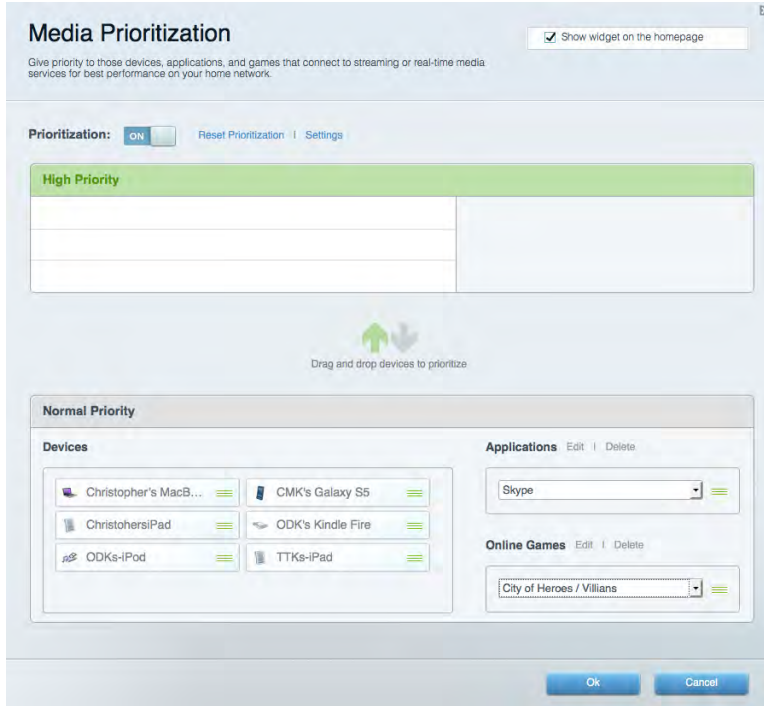 Media Prioritization
Show widget on the homepage
Give priority to those devices, applications, and games that connect to streaming or real-time media
services for best performance on your home network.
Prioritization: ON Reset Prioritization | Settings
High Priority
Drag and drop devices to prioritize
Normal Priority
Devices
Christopher's MacB... CMK's Galaxy S5
ChristohersiPad ODK's Kindle Fire
ODKs-iPod TTKs-iPad
Applications Edit | Delete
Skype
Online Games Edit | Delete
City of Heroes / Villians
Ok Cancel